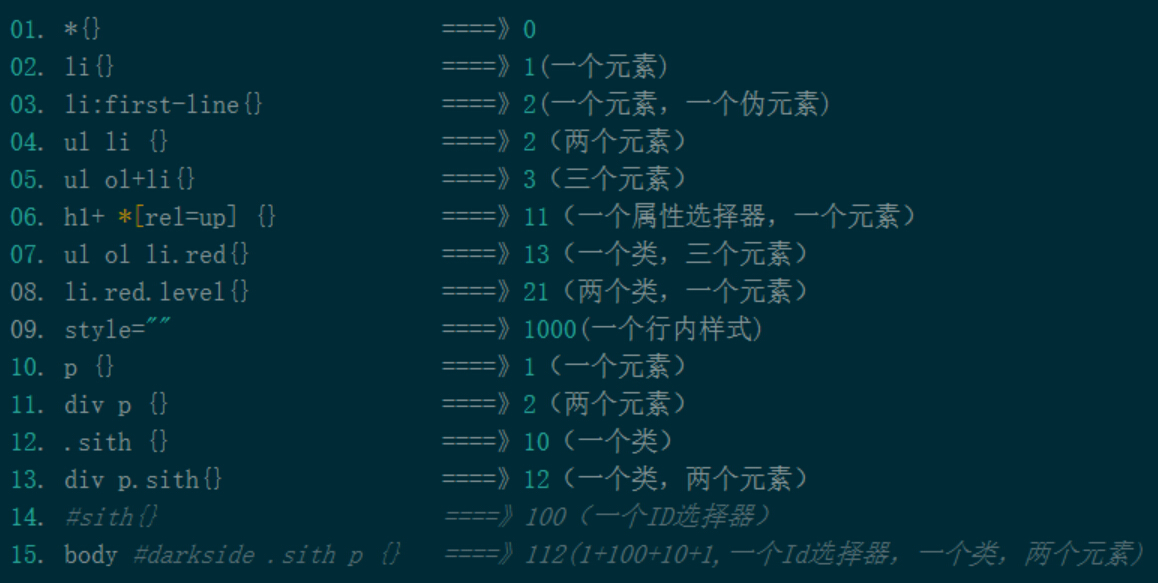 01. *{} ====》0
02. li{} ====》1(一个元素)
03. li:first-line{} ====》2(一个元素，一个伪元素)
04. ul li {} ====》2（两个元素）
05. ul ol+li{} ====》3（三个元素）
06. h1+ *[rel=up] {} ====》11（一个属性选择器，一个元素）
07. ul ol li.red{} ====》13（一个类，三个元素）
08. li.red.level{} ====》21（两个类，一个元素）
09. style="" ====》1000(一个行内样式)
10. p {} ====》1（一个元素）
11. div p {} ====》2（两个元素）
12. .sith {} ====》10（一个类）
13. div p.sith{} ====》12（一个类，两个元素）
14. #sith{} ====》100（一个ID选择器）
15. body #darkside .sith p {} ====》112(1+100+10+1,一个Id选择器，一个类，两个元素)